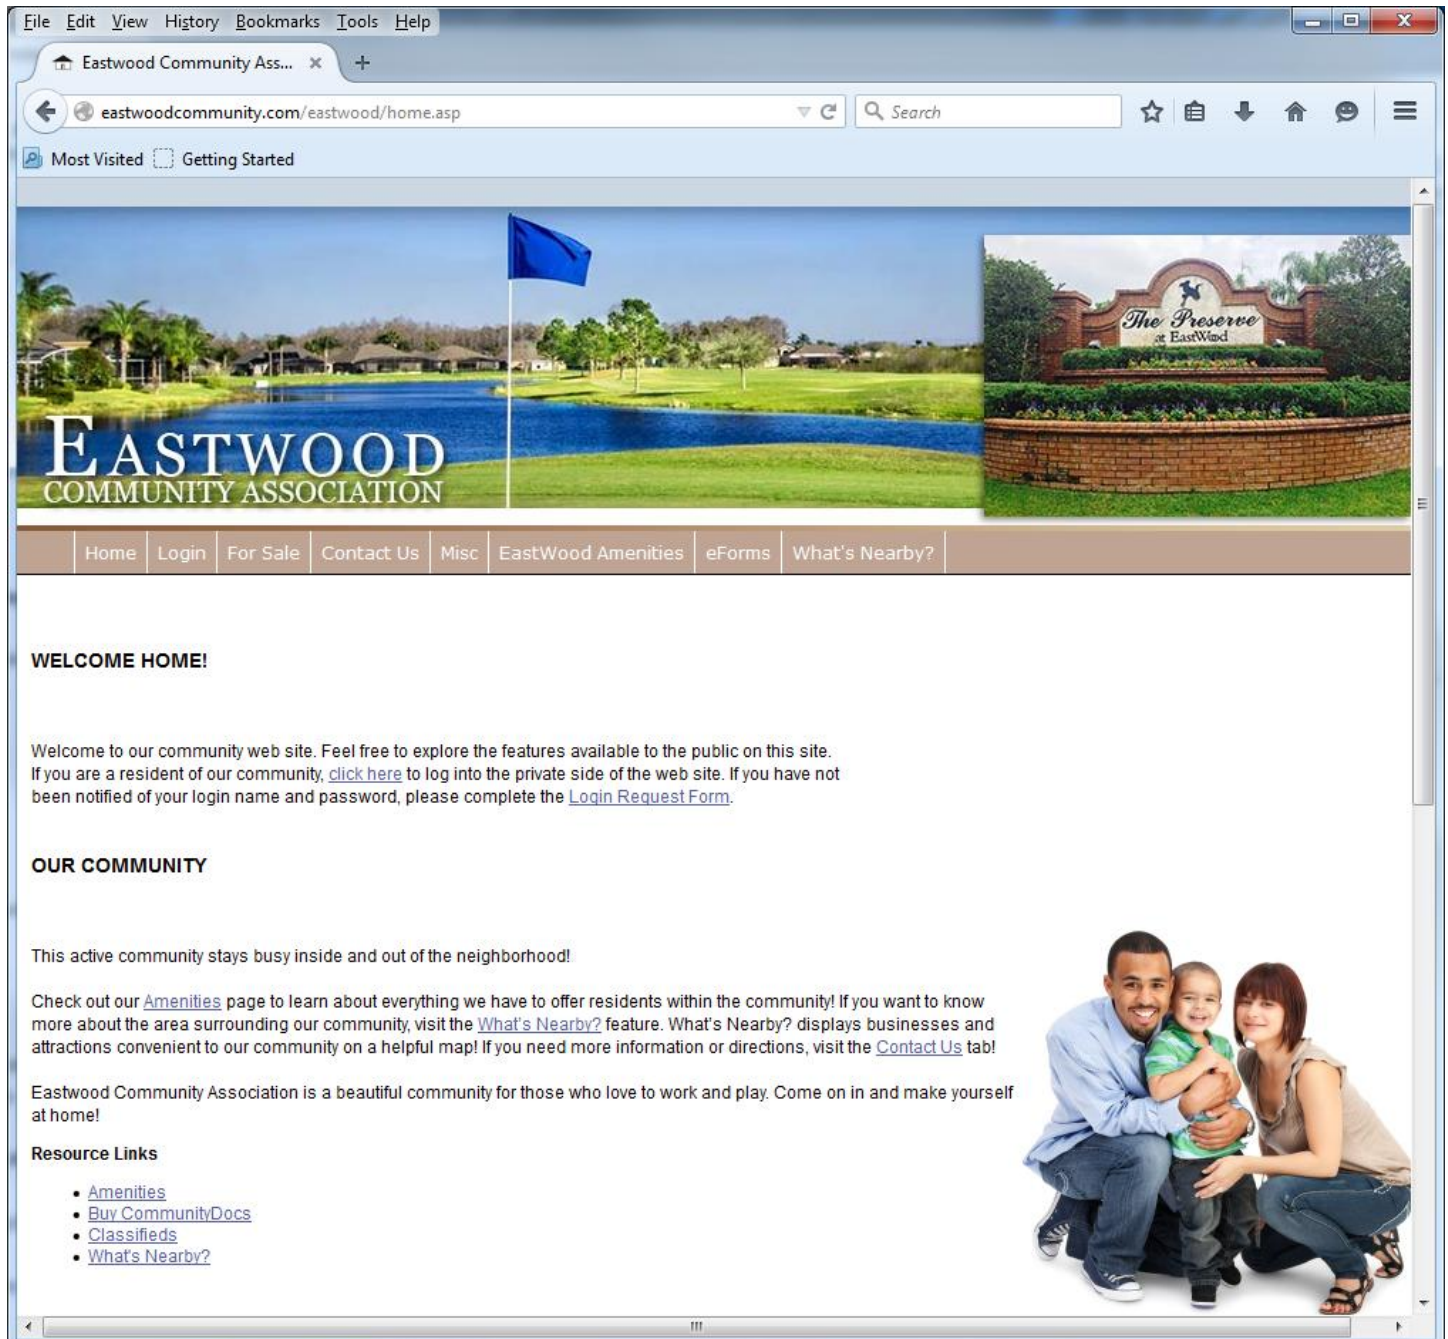 File Edit View History Bookmarks Tools Help
Eastwood Community Ass...
eastwoodcommunity.com/eastwood/home.asp
Search
Most Visited Getting Started
The Preserve
at EastWood
EASTWOOD
COMMUNITY ASSOCIATION
Home Login For Sale Contact Us Misc EastWood Amenities eForms What's Nearby?
WELCOME HOME!
Welcome to our community web site. Feel free to explore the features available to the public on this site.
If you are a resident of our community, click here to log into the private side of the web site. If you have not
been notified of your login name and password, please complete the Login Request Form.
OUR COMMUNITY
This active community stays busy inside and out of the neighborhood!
Check out our Amenities page to learn about everything we have to offer residents within the community! If you want to know
more about the area surrounding our community, visit the What's Nearby? feature. What's Nearby? displays businesses and
attractions convenient to our community on a helpful map! If you need more information or directions, visit the Contact Us tab!
Eastwood Community Association is a beautiful community for those who love to work and play. Come on in and make yourself
at home!
Resource Links
Amenities
Buy CommunityDocs
Classifieds
What's Nearby?